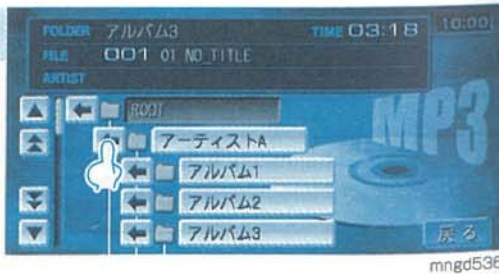 FOLDER アルバム3 TIME 03:18 10:00
FILE 001 01 NO_TITLE
ARTIST
ROOT
アーティストA
アルバム1
アルバム2
アルバム3
MP3
戻る
mngd536